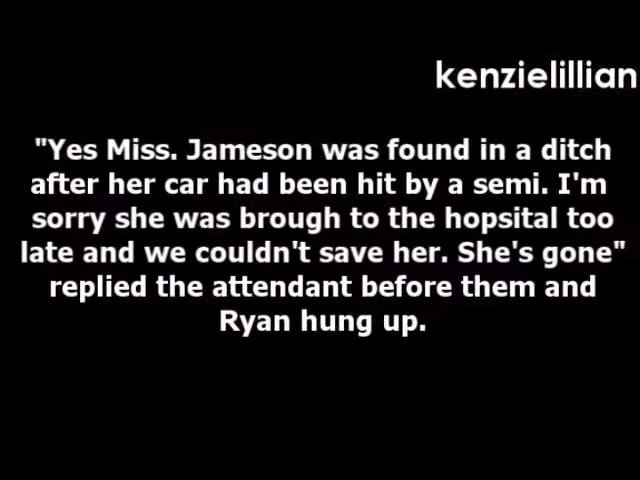 kenzielillian
"Yes Miss. Jameson was found in a ditch
after her car had been hit by a semi. I'm
sorry she was brough to the hopsital too
late and we couldn't save her. She's gone"
replied the attendant before them and
Ryan hung up.